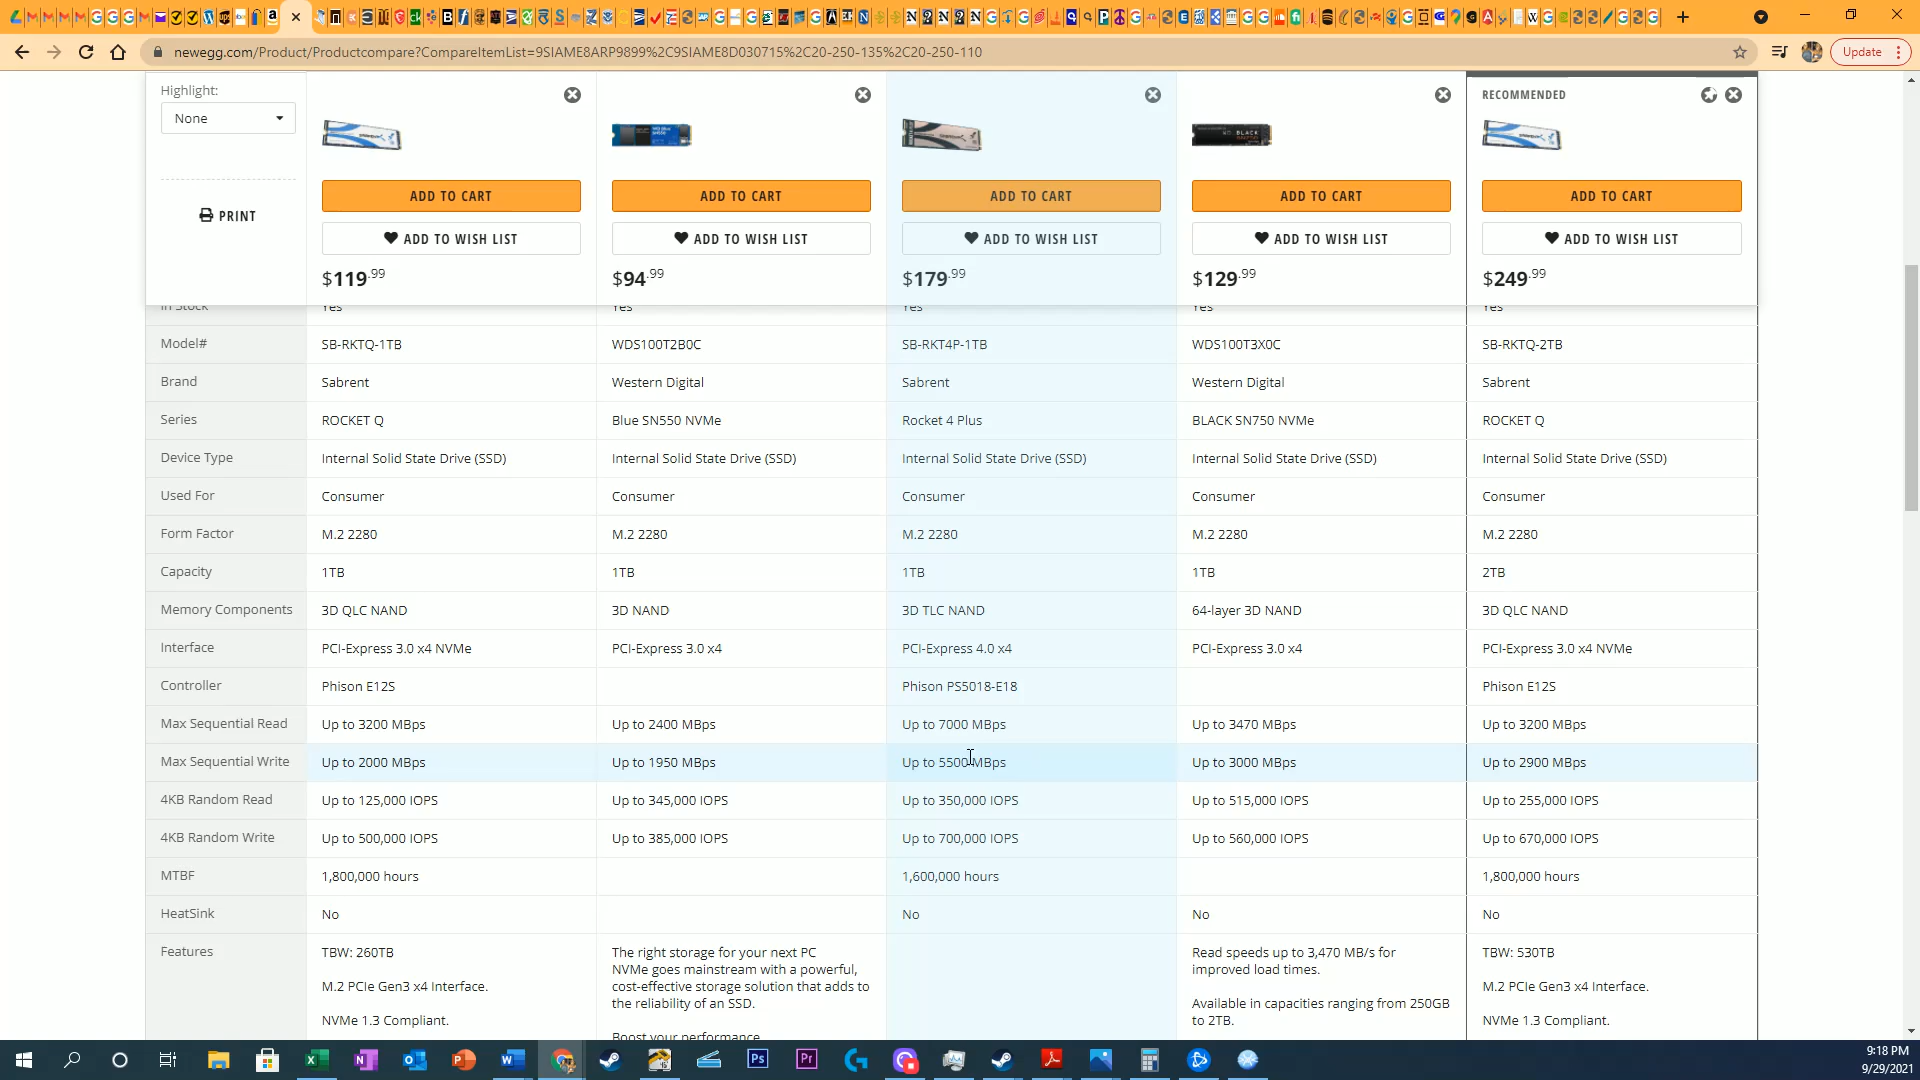 newegg.com/Product/Productcompare?CompareItemList=9SIAME8ARP9899%2C9SIAME8D030715%2C20-250-135%2C20-250-110
Update
Highlight:
None
PRINT
RECOMMENDED
ADD TO CART ADD TO CART ADD TO CART ADD TO CART ADD TO CART
ADD TO WISH LIST ADD TO WISH LIST ADD TO WISH LIST ADD TO WISH LIST ADD TO WISH LIST
$119.99 $94.99 $179.99 $129.99 $249.99
In Stock Yes Yes Yes Yes Yes
Model# SB-RKTQ-1TB WDS100T2B0C SB-RKT4P-1TB WDS100T3X0C SB-RKTQ-2TB
Brand Sabrent Western Digital Sabrent Western Digital Sabrent
Series ROCKET Q Blue SN550 NVMe Rocket 4 Plus BLACK SN750 NVMe ROCKET Q
Device Type Internal Solid State Drive (SSD) Internal Solid State Drive (SSD) Internal Solid State Drive (SSD) Internal Solid State Drive (SSD) Internal Solid State Drive (SSD)
Used For Consumer Consumer Consumer Consumer Consumer
Form Factor M.2 2280 M.2 2280 M.2 2280 M.2 2280 M.2 2280
Capacity 1TB 1TB 1TB 1TB 2TB
Memory Components 3D QLC NAND 3D NAND 3D TLC NAND 64-layer 3D NAND 3D QLC NAND
Interface PCI-Express 3.0 x4 NVMe PCI-Express 3.0 x4 PCI-Express 4.0 x4 PCI-Express 3.0 x4 PCI-Express 3.0 x4 NVMe
Controller Phison E12S Phison PS5018-E18 Phison E12S
Max Sequential Read Up to 3200 MBps Up to 2400 MBps Up to 7000 MBps Up to 3470 MBps Up to 3200 MBps
Max Sequential Write Up to 2000 MBps Up to 1950 MBps Up to 5500 MBps Up to 3000 MBps Up to 2900 MBps
4KB Random Read Up to 125,000 IOPS Up to 345,000 IOPS Up to 350,000 IOPS Up to 515,000 IOPS Up to 255,000 IOPS
4KB Random Write Up to 500,000 IOPS Up to 385,000 IOPS Up to 700,000 IOPS Up to 560,000 IOPS Up to 670,000 IOPS
MTBF 1,800,000 hours 1,600,000 hours 1,800,000 hours
HeatSink No No No No
Features
TBW: 260TB
M.2 PCIe Gen3 x4 Interface.
NVMe 1.3 Compliant.
The right storage for your next PC
NVMe goes mainstream with a powerful,
cost-effective storage solution that adds to
the reliability of an SSD.
Boost your performance
Read speeds up to 3,470 MB/s for
improved load times.
Available in capacities ranging from 250GB
to 2TB.
TBW: 530TB
M.2 PCIe Gen3 x4 Interface.
NVMe 1.3 Compliant.
9:18 PM
9/29/2021